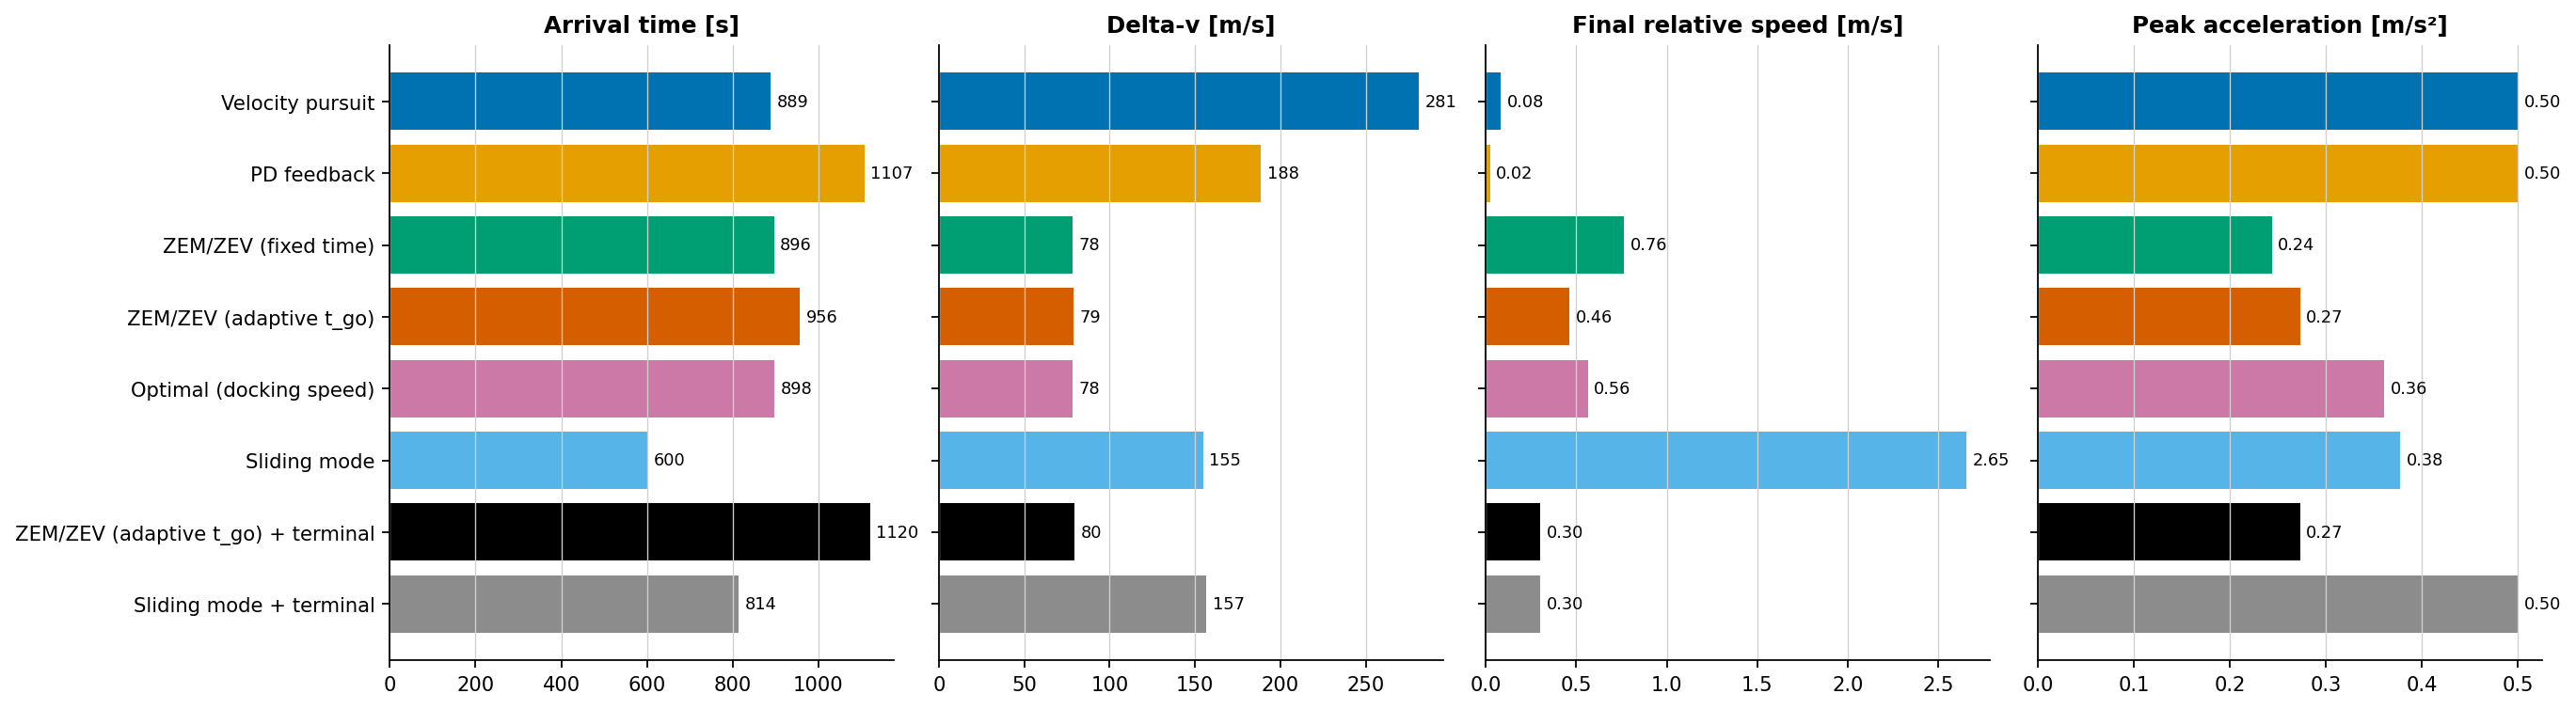 Arrival time [s]
Delta-v [m/s]
Final relative speed [m/s]
Peak acceleration [m/s²]
Velocity pursuit 889 281 0.08 0.50
PD feedback 1107 188 0.02 0.50
ZEM/ZEV (fixed time) 896 78 0.76 0.24
ZEM/ZEV (adaptive t_go) 956 79 0.46 0.27
Optimal (docking speed) 898 78 0.56 0.36
Sliding mode 600 155 2.65 0.38
ZEM/ZEV (adaptive t_go) + terminal 1120 80 0.30 0.27
Sliding mode + terminal 814 157 0.30 0.50
0 200 400 600 800 1000
0 50 100 150 200 250
0.0 0.5 1.0 1.5 2.0 2.5
0.0 0.1 0.2 0.3 0.4 0.5